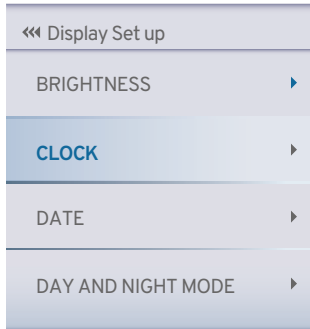 Display Set up
BRIGHTNESS
CLOCK
DATE
DAY AND NIGHT MODE